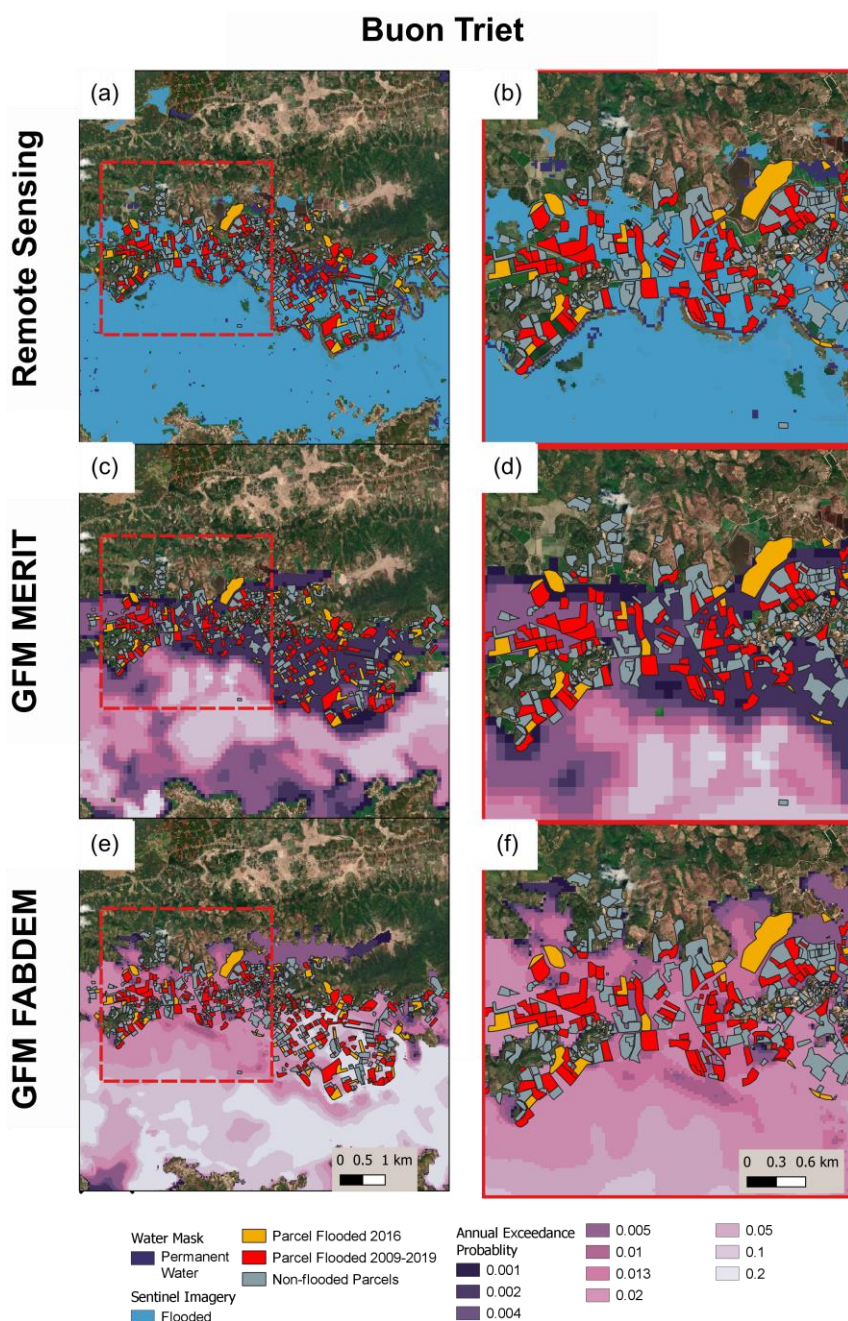 Buon Triet
Remote Sensing
(a)
(b)
GFM MERIT
(c)
(d)
GFM FABDEM
(e)
(f)
0 0.5 1 km
0 0.3 0.6 km
Water Mask
Permanent
Water
Sentinel Imagery
Flooded
Parcel Flooded 2016
Parcel Flooded 2009-2019
Non-flooded Parcels
Annual Exceedance
Probablity
0.001
0.002
0.004
0.005
0.01
0.013
0.02
0.05
0.1
0.2